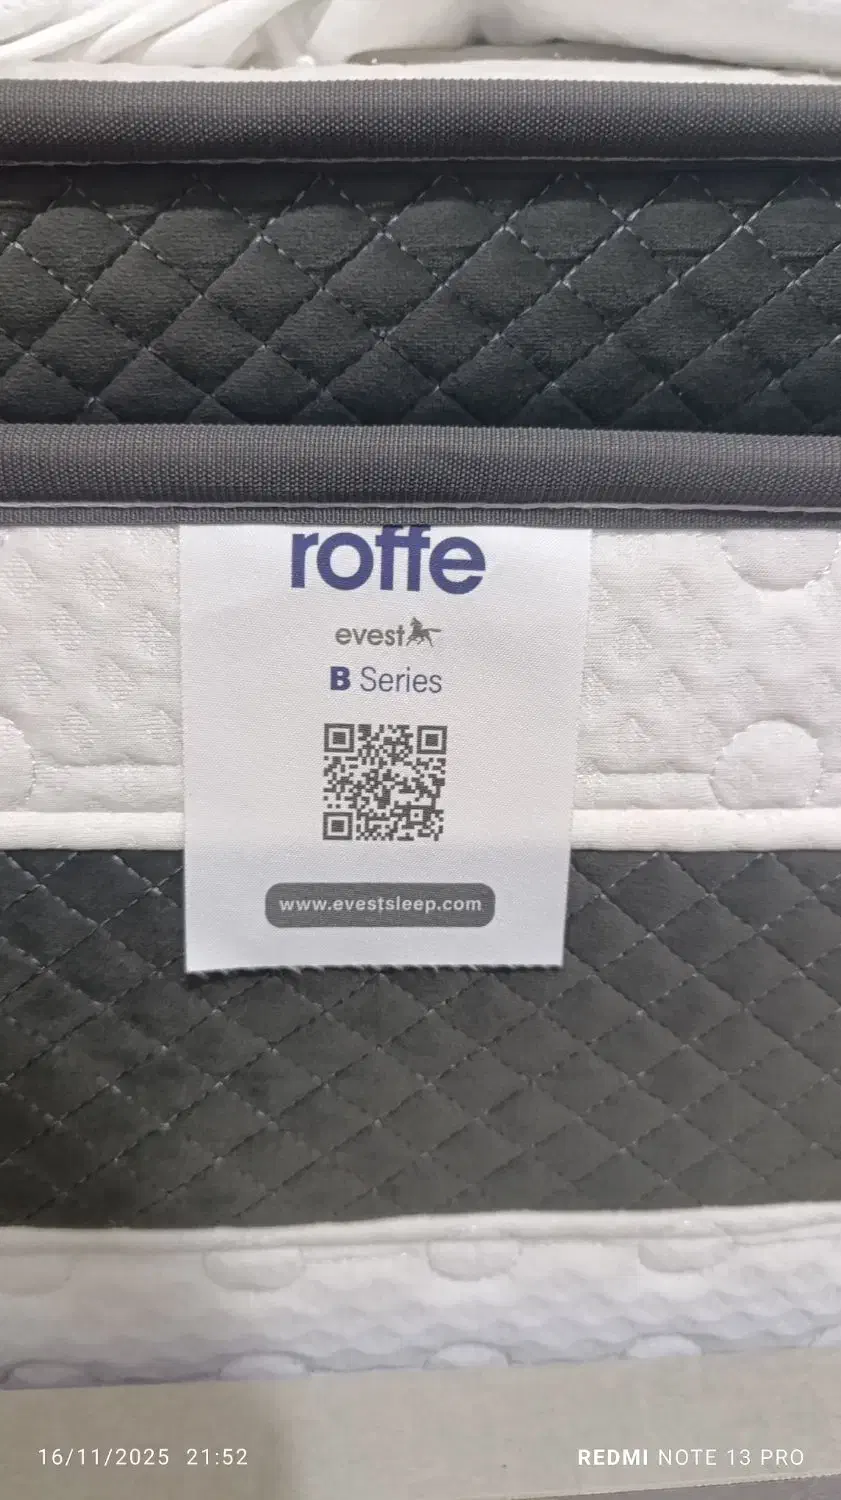 roffe
evest
B Series
www.evestsleep.com
16/11/2025 21:52
REDMI NOTE 13 PRO